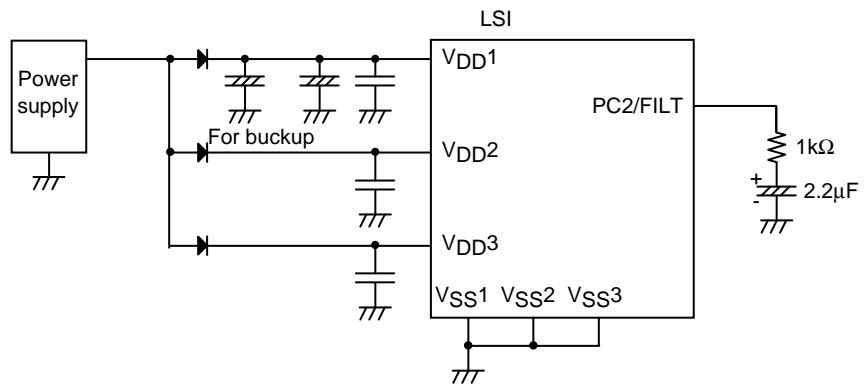 LSI
Power
supply
VDD1
PC2/FILT
For buckup
1kΩ
VDD2
+
2.2μF
-
VDD3
VSS1 VSS2 VSS3